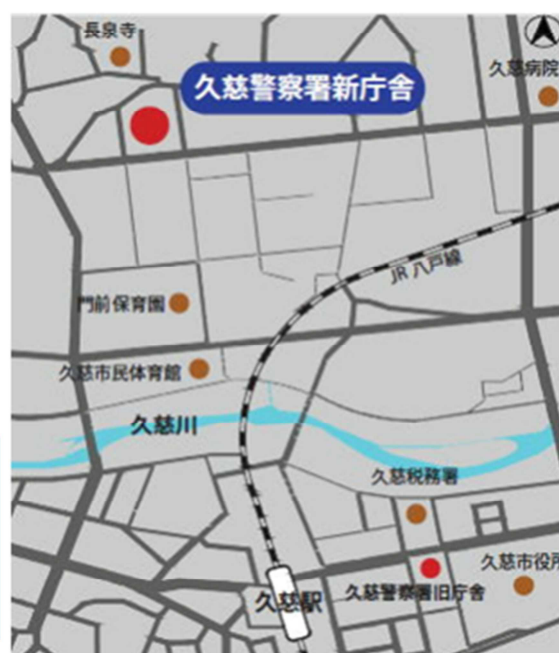 長泉寺
久慈警察署新庁舎
久慈病院
JR 八戸線
門前保育園
久慈市民体育館
久慈川
久慈税務署
久慈市役所
久慈警察署旧庁舎
久慈駅